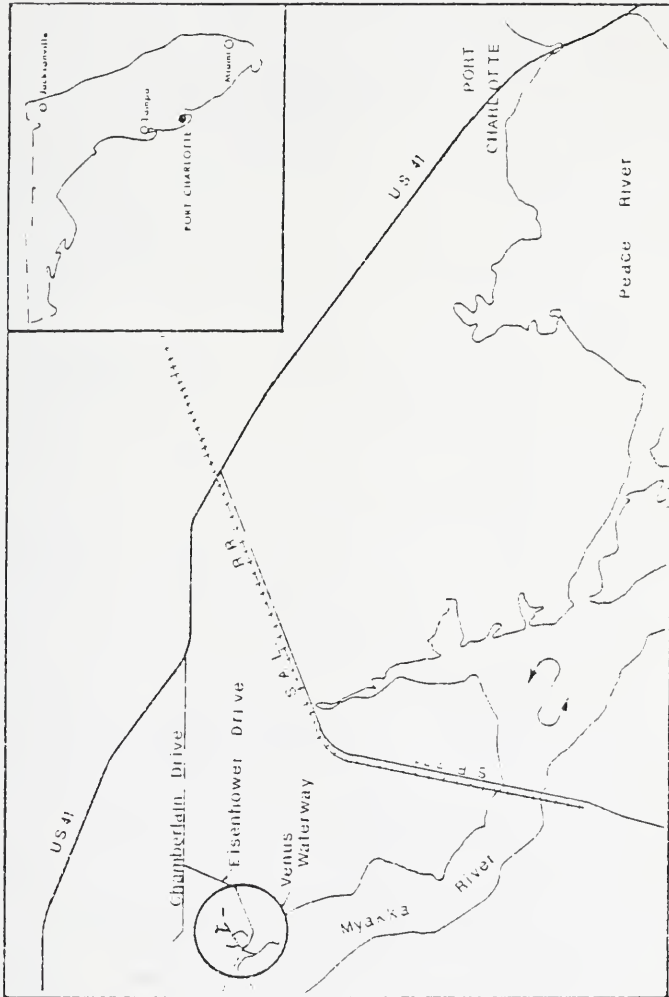 Jacksonville
Tampa
Miami
PORT CHARLOTTE
US 41
PORT
CHARLOTTE
Peace River
S.A.L. RR
US 41
Chamberlain Drive
Eisenhower Drive
Venus
Waterway
Myakka
River